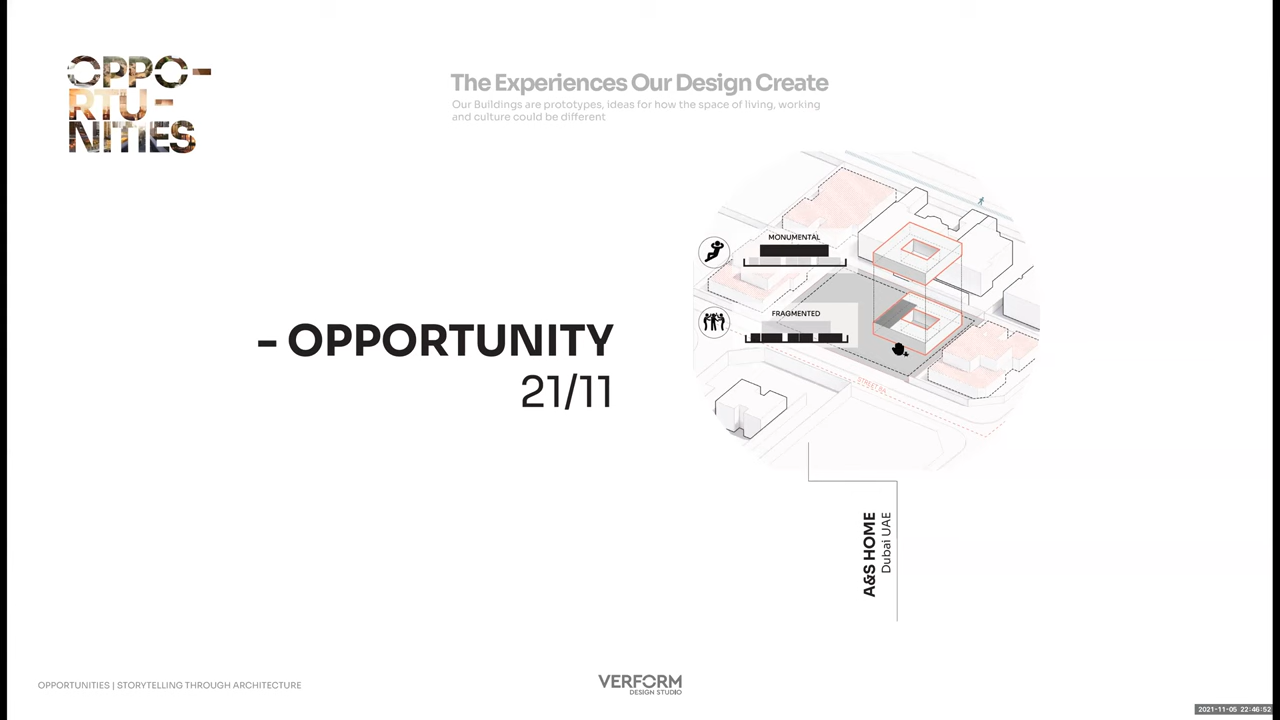 OPPO-
RTU-
NITIES
The Experiences Our Design Create
Our Buildings are prototypes, ideas for how the space of living, working
and culture could be different
MONUMENTAL
FRAGMENTED
- OPPORTUNITY
21/11
A&S HOME
Dubai UAE
OPPORTUNITIES | STORYTELLING THROUGH ARCHITECTURE
VERFORM
DESIGN STUDIO
2021-11-05 22:46:52